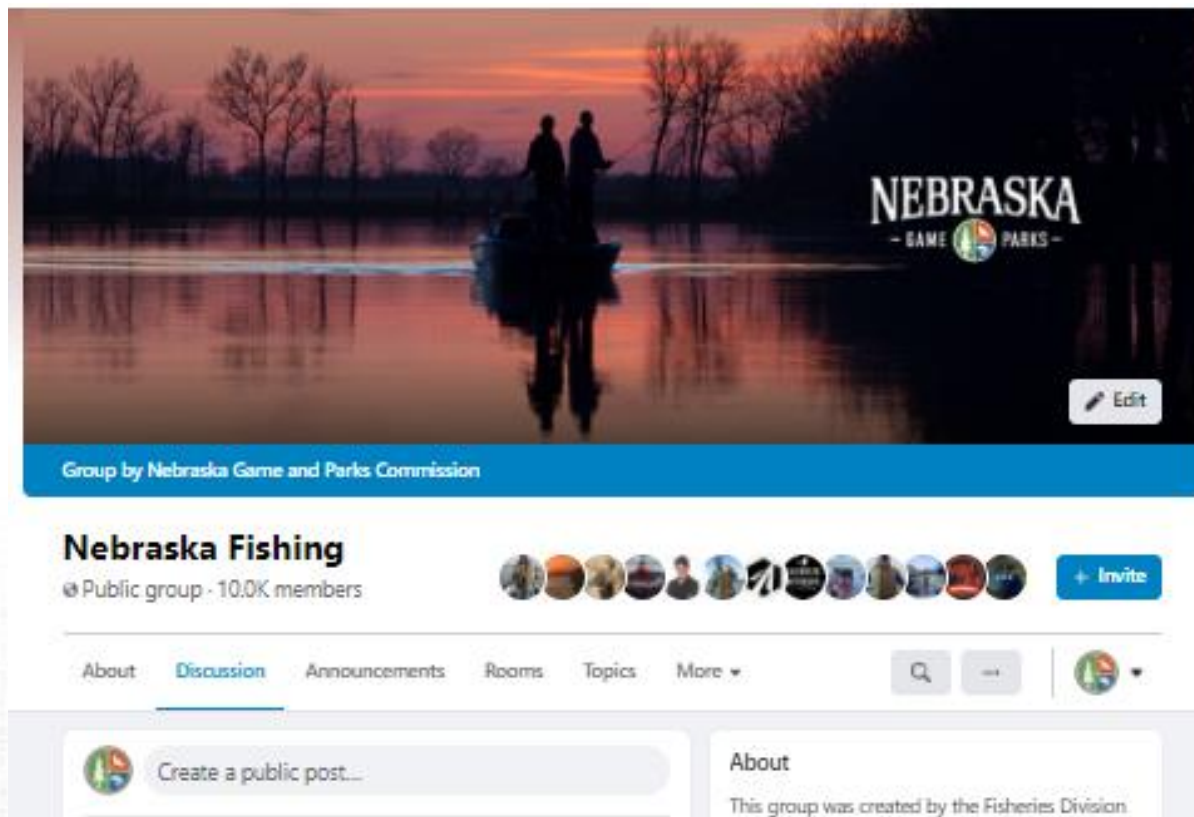 NEBRASKA
- GAME PARKS -
Edit
Group by Nebraska Game and Parks Commission
Nebraska Fishing
Public group · 10.0K members
+ Invite
About
Discussion
Announcements
Rooms
Topics
More
Create a public post...
About
This group was created by the Fisheries Division